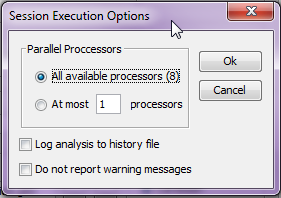 Session Execution Options
Parallel Proccessors
All available processors (8)
At most 1 processors
Ok
Cancel
Log analysis to history file
Do not report warning messages